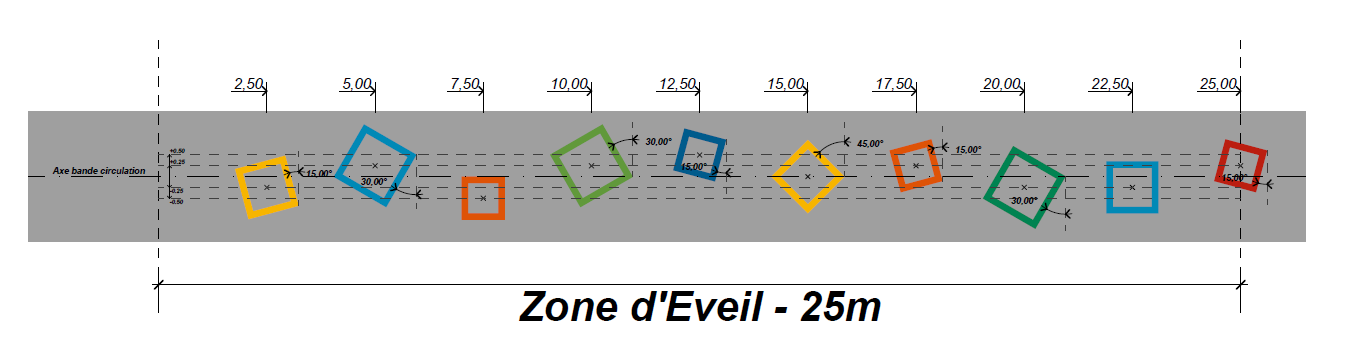 2,50 5,00 7,50 10,00 12,50 15,00 17,50 20,00 22,50 25,00
+0.50
+0.25
Axe bande circulation
-0.25
-0.50
15,00° 30,00° 30,00° 15,00° 45,00° 15,00° 30,00° 15,00°
Zone d'Eveil - 25m